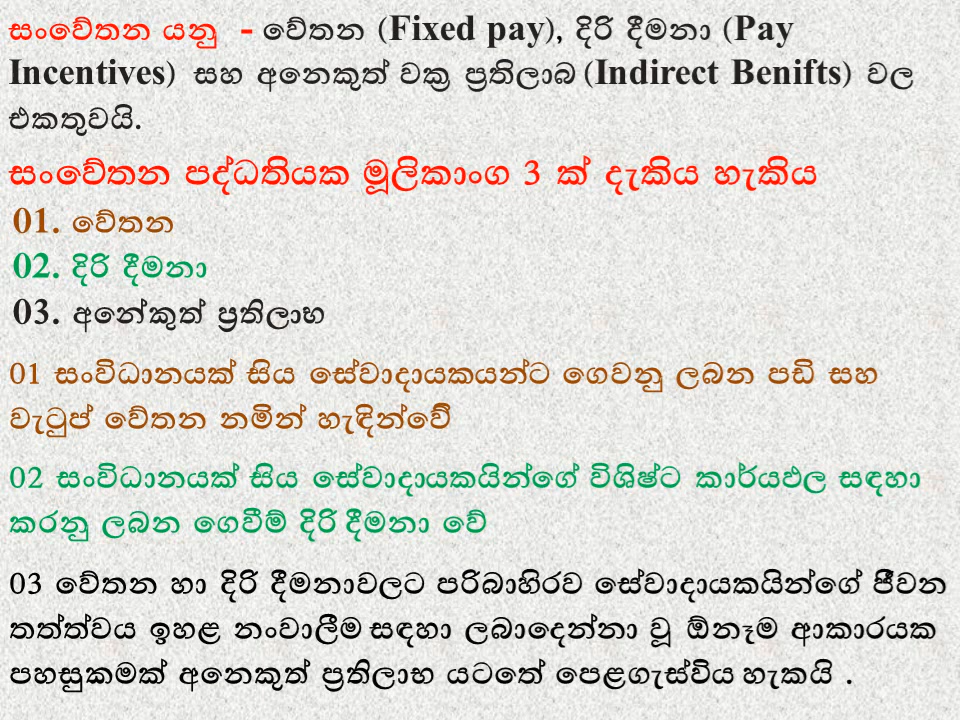 සංවේතන යනු - වේතන (Fixed pay), දිරි දීමනා (Pay
Incentives) සහ අනෙකුත් වක්‍ර ප්‍රතිලාබ (Indirect Benifts) වල
එකතුවයි.
සංවේතන පද්ධතියක මූලිකාංග 3 ක් දැකිය හැකිය
01. වේතන
02. දිරි දීමනා
03. අනේකුත් ප්‍රතිලාභ
01 සංවිධානයක් සිය සේවාදායකයන්ට ගෙවනු ලබන පඩි සහ
වැටුප් වේතන නමින් හැඳින්වේ
02 සංවිධානයක් සිය සේවාදායකයින්ගේ විශිෂ්ට කාර්යඵල සඳහා
කරනු ලබන ගෙවීම් දිරි දීමනා වේ
03 වේතන හා දිරි දීමනාවලට පරිබාහිරව සේවාදායකයින්ගේ ජීවන
තත්ත්වය ඉහළ නංවාලීම සඳහා ලබාදෙන්නා වූ ඕනෑම ආකාරයක
පහසුකමක් අනෙකුත් ප්‍රතිලාභ යටතේ පෙළගැස්විය හැකයි .